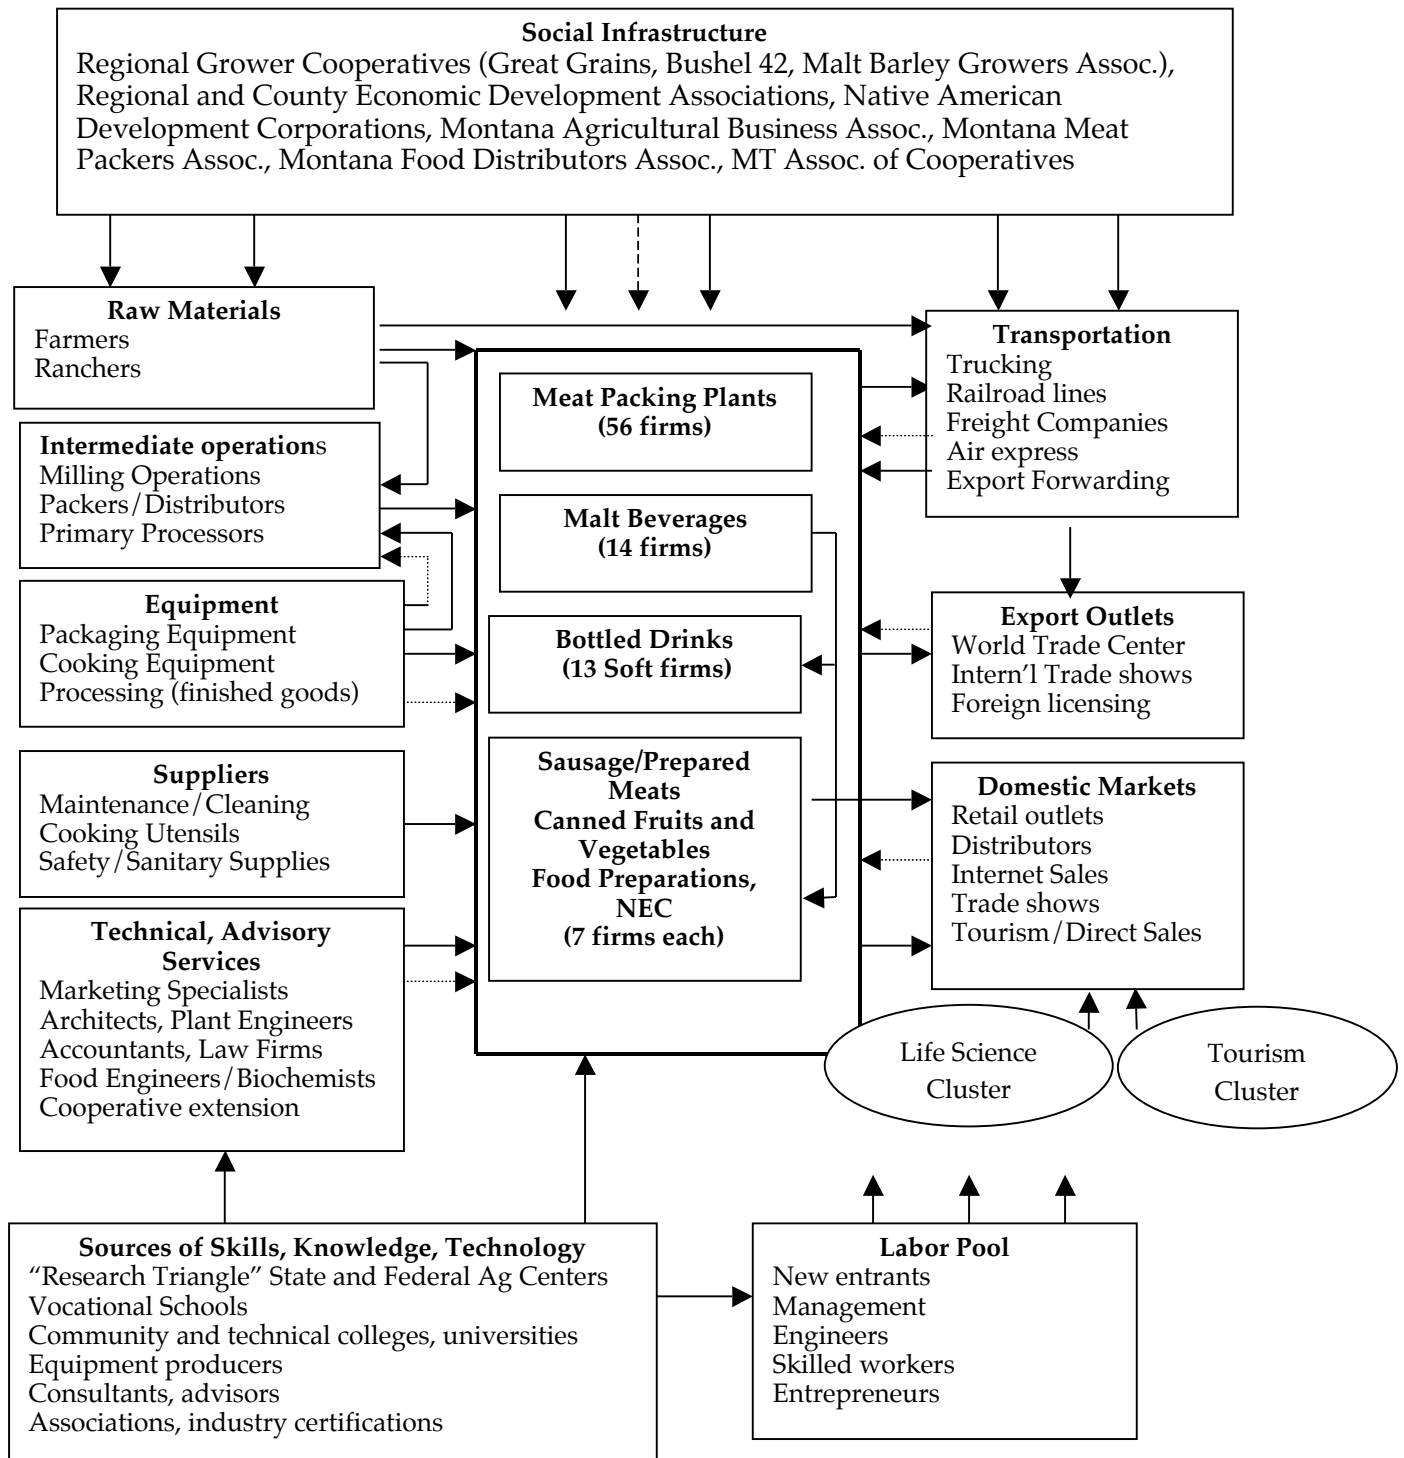 Social Infrastructure
Regional Grower Cooperatives (Great Grains, Bushel 42, Malt Barley Growers Assoc.),
Regional and County Economic Development Associations, Native American
Development Corporations, Montana Agricultural Business Assoc., Montana Meat
Packers Assoc., Montana Food Distributors Assoc., MT Assoc. of Cooperatives
Raw Materials
Farmers
Ranchers
Intermediate operations
Milling Operations
Packers/Distributors
Primary Processors
Equipment
Packaging Equipment
Cooking Equipment
Processing (finished goods)
Suppliers
Maintenance/Cleaning
Cooking Utensils
Safety/Sanitary Supplies
Technical, Advisory
Services
Marketing Specialists
Architects, Plant Engineers
Accountants, Law Firms
Food Engineers/Biochemists
Cooperative extension
Meat Packing Plants
(56 firms)
Malt Beverages
(14 firms)
Bottled Drinks
(13 Soft firms)
Sausage/Prepared
Meats
Canned Fruits and
Vegetables
Food Preparations,
NEC
(7 firms each)
Transportation
Trucking
Railroad lines
Freight Companies
Air express
Export Forwarding
Export Outlets
World Trade Center
Intern’l Trade shows
Foreign licensing
Domestic Markets
Retail outlets
Distributors
Internet Sales
Trade shows
Tourism/Direct Sales
Life Science
Cluster
Tourism
Cluster
Sources of Skills, Knowledge, Technology
“Research Triangle” State and Federal Ag Centers
Vocational Schools
Community and technical colleges, universities
Equipment producers
Consultants, advisors
Associations, industry certifications
Labor Pool
New entrants
Management
Engineers
Skilled workers
Entrepreneurs